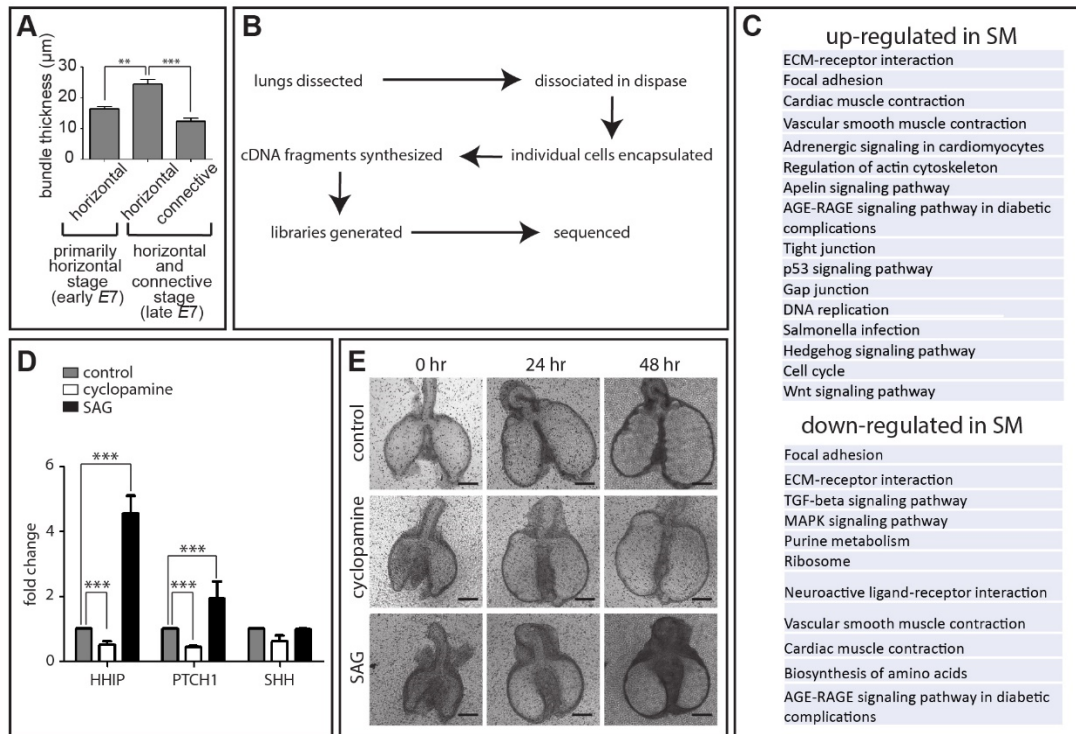 A
bundle thickness (µm)
30
20
10
0
**
***
horizontal
horizontal
connective
primarily
horizontal
stage
(early E7)
horizontal
and
connective
stage
(late E7)
B
lungs dissected
dissociated in dispase
cDNA fragments synthesized
individual cells encapsulated
libraries generated
sequenced
C
up-regulated in SM
ECM-receptor interaction
Focal adhesion
Cardiac muscle contraction
Vascular smooth muscle contraction
Adrenergic signaling in cardiomyocytes
Regulation of actin cytoskeleton
Apelin signaling pathway
AGE-RAGE signaling pathway in diabetic
complications
Tight junction
p53 signaling pathway
Gap junction
DNA replication
Salmonella infection
Hedgehog signaling pathway
Cell cycle
Wnt signaling pathway
down-regulated in SM
Focal adhesion
ECM-receptor interaction
TGF-beta signaling pathway
MAPK signaling pathway
Purine metabolism
Ribosome
Neuroactive ligand-receptor interaction
Vascular smooth muscle contraction
Cardiac muscle contraction
Biosynthesis of amino acids
AGE-RAGE signaling pathway in diabetic
complications
D
control
cyclopamine
SAG
fold change
6
4
2
0
***
***
***
***
HHIP
PTCH1
SHH
E
0 hr
24 hr
48 hr
control
cyclopamine
SAG